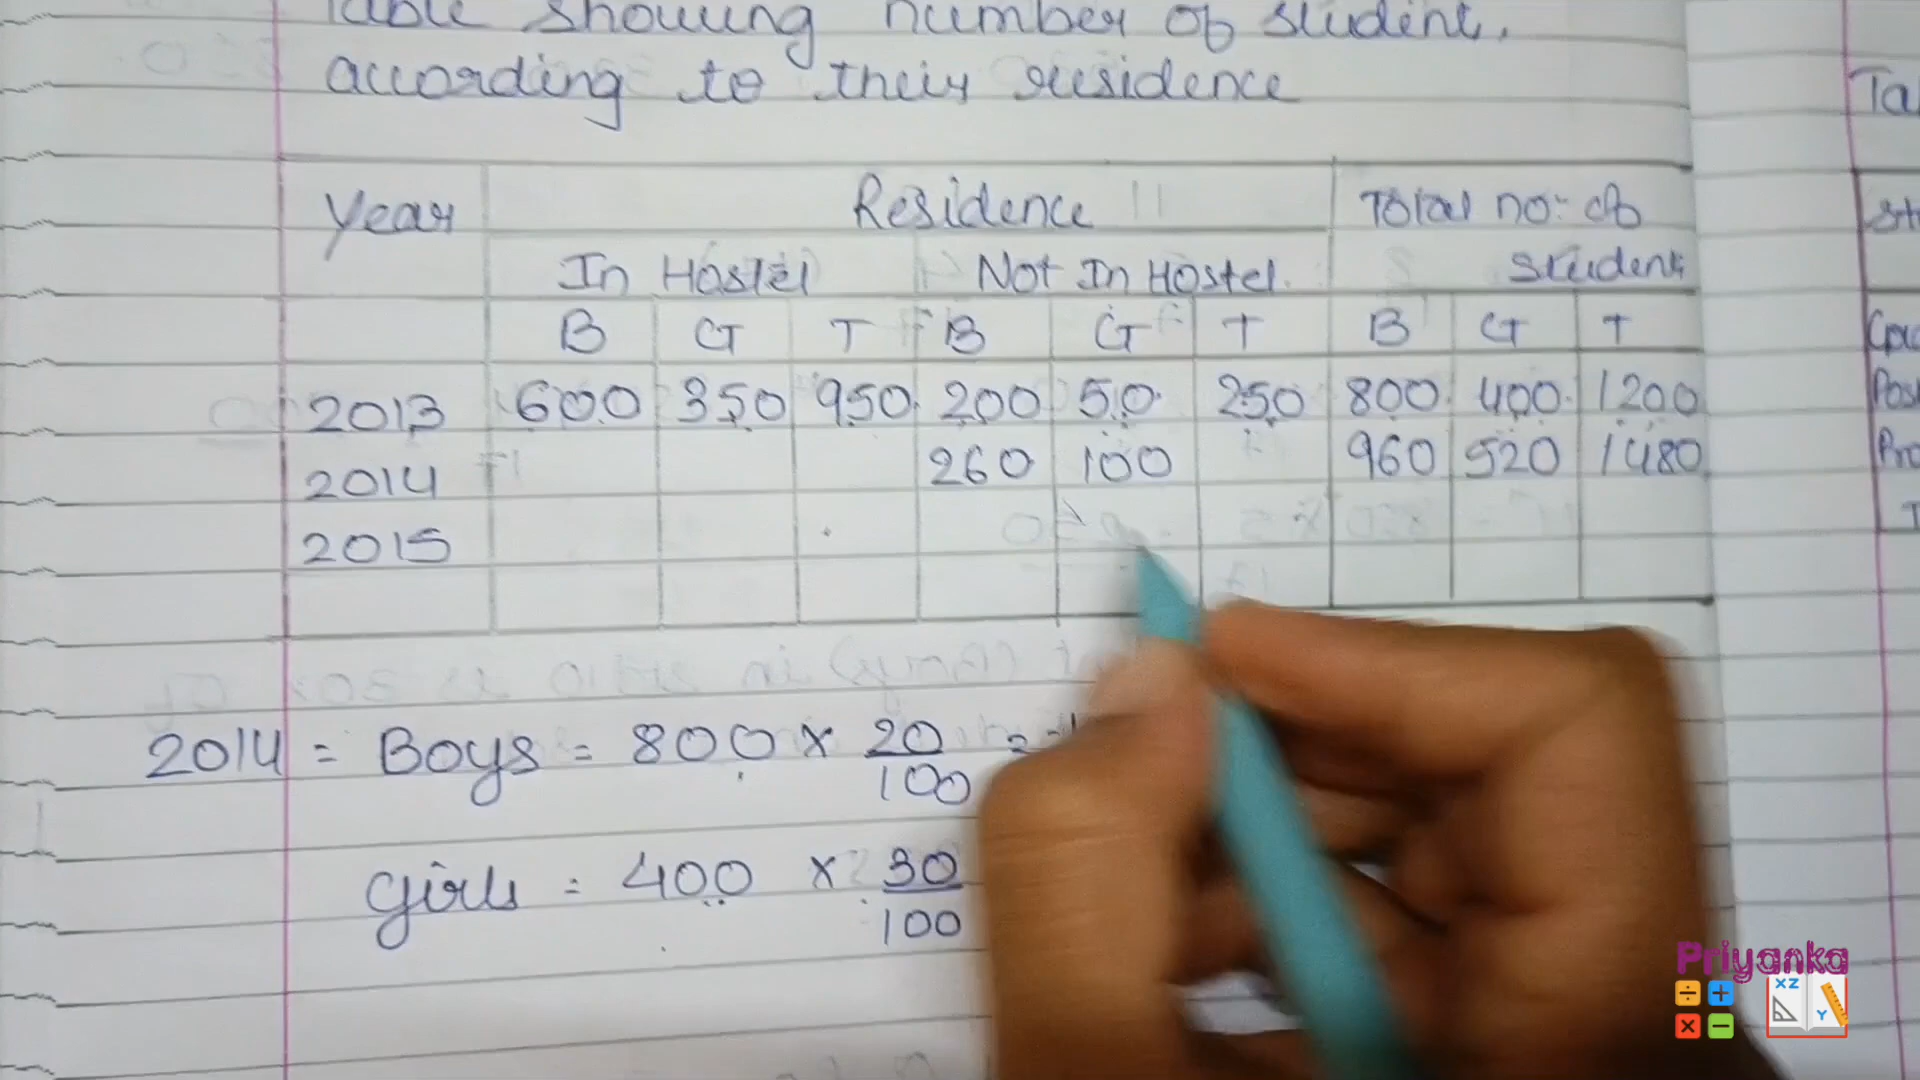 Table showing number of student.
according to their residence
Year Residence Total no: of
In Hostel Not In Hostel. Student
B G T B G T B G T
2013 600 350 950 200 50 250 800 400 1200
2014 260 100 960 520 1480
2015
2014 = Boys = 800 × 20
100
girls = 400 × 30
100
Priyanka
XZ
Y